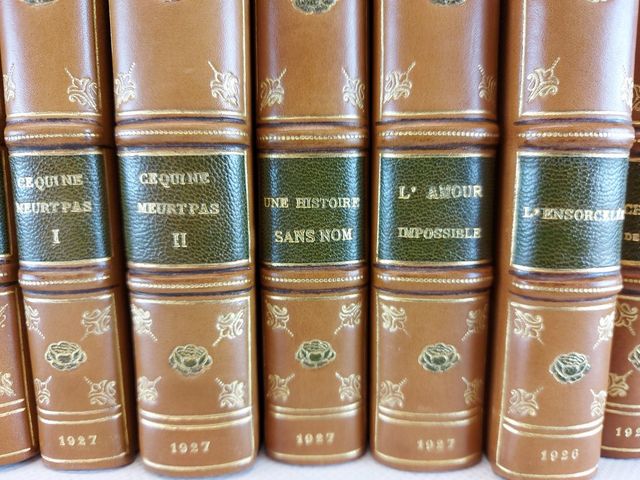 CE QUI NE
MEURT PAS
I
1927
CE QUI NE
MEURT PAS
II
1927
UNE HISTOIRE
SANS NOM
1927
L' AMOUR
IMPOSSIBLE
1927
L'ENSORCELÉE
1926